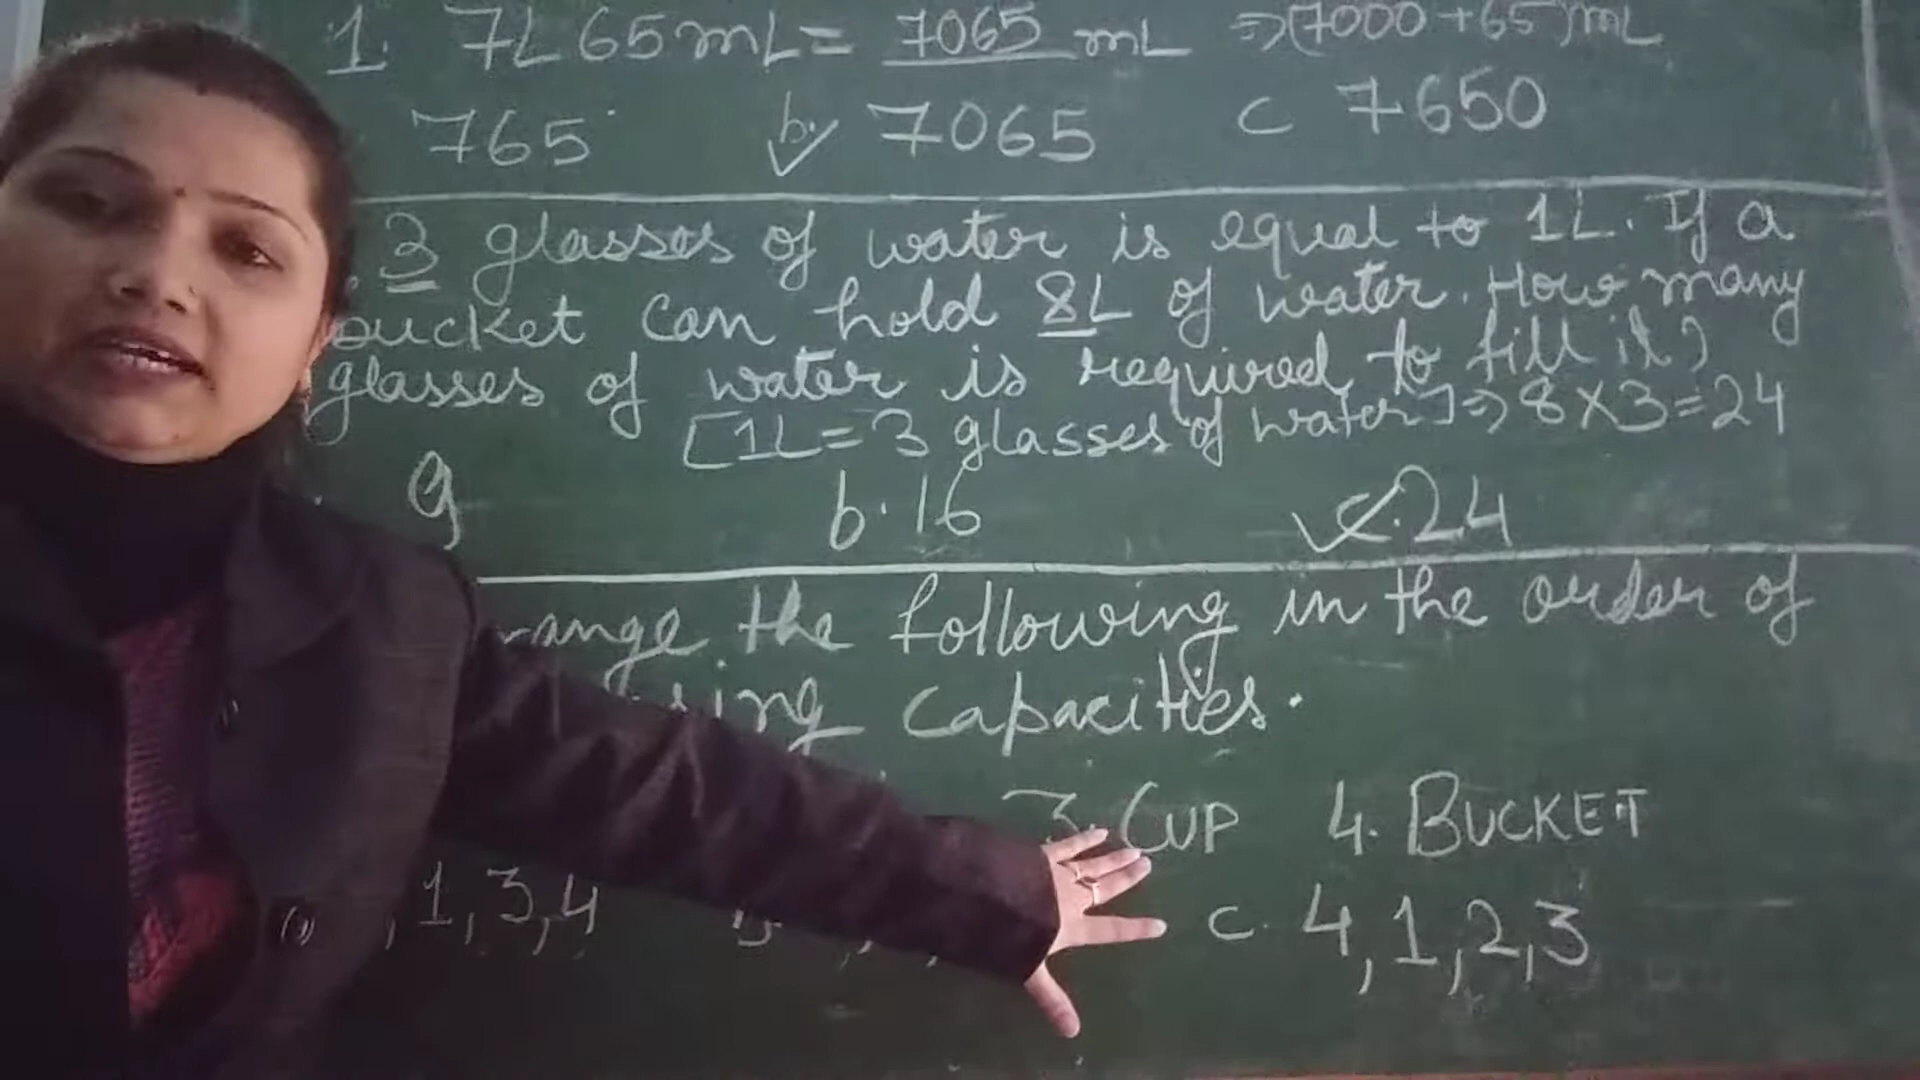 1. 7L 65mL = 7065 mL ⇒ (7000 + 65) mL
765 b. ✓ 7065 c 7650
. 3 glasses of water is equal to 1L. If a
bucket can hold 8L of water. How many
glasses of water is required to fill it?
[1L = 3 glasses of water] ⇒ 8 x 3 = 24
9 b. 16 ✓ c. 24
range the following in the order of
sing capacities.
3. CUP 4. BUCKET
, 1, 3, 4 c. 4, 1, 2, 3